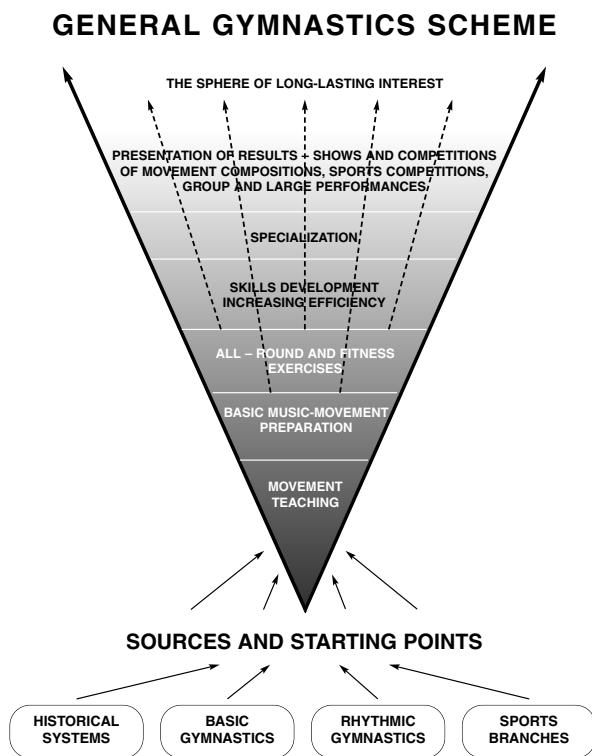 GENERAL GYMNASTICS SCHEME
THE SPHERE OF LONG-LASTING INTEREST
PRESENTATION OF RESULTS – SHOWS AND COMPETITIONS
OF MOVEMENT COMPOSITIONS, SPORTS COMPETITIONS,
GROUP AND LARGE PERFORMANCES
SPECIALIZATION
SKILLS DEVELOPMENT
INCREASING EFFICIENCY
ALL – ROUND AND FITNESS
EXERCISES
BASIC MUSIC-MOVEMENT
PREPARATION
MOVEMENT
TEACHING
SOURCES AND STARTING POINTS
HISTORICAL
SYSTEMS
BASIC
GYMNASTICS
RHYTHMIC
GYMNASTICS
SPORTS
BRANCHES